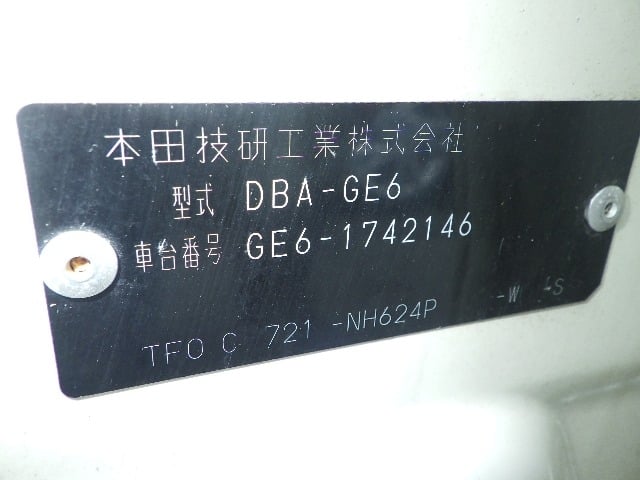 本田技研工業株式会社
型式 DBA-GE6
車台番号 GE6-1742146
TF0 C 721 -NH624P -W -S